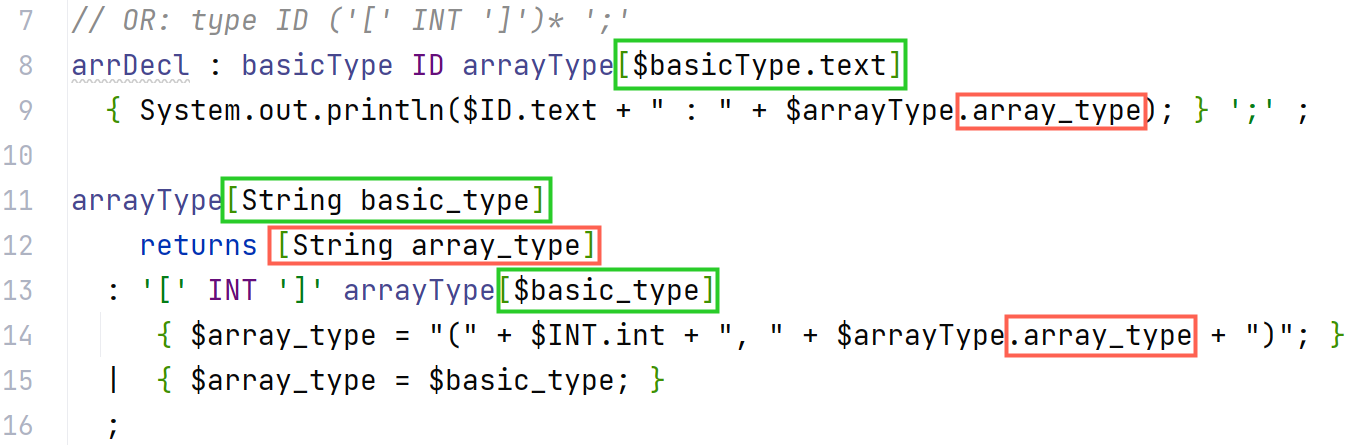 7 // OR: type ID ('[' INT ']')* ';'
8 arrDecl : basicType ID arrayType[$basicType.text]
9 { System.out.println($ID.text + " : " + $arrayType.array_type); } ';' ;
10
11 arrayType[String basic_type]
12 returns [String array_type]
13 : '[' INT ']' arrayType[$basic_type]
14 { $array_type = "(" + $INT.int + ", " + $arrayType.array_type + ")"; }
15 | { $array_type = $basic_type; }
16 ;